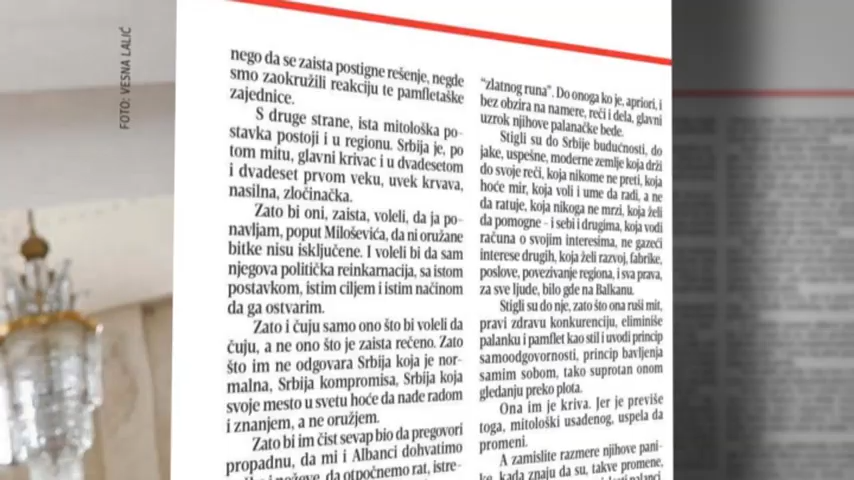 FOTO: VESNA LALIĆ
nego da se zaista postigne rešenje, negde
smo zaokružili reakciju te pamfletaške
zajednice.
S druge strane, ista mitološka po-
stavka postoji i u regionu. Srbija je, po
tom mitu, glavni krivac i u dvadesetom
i dvadeset prvom veku, uvek krvava,
nasilna, zločinačka.
Zato bi oni, zaista, voleli, da ja po-
navljam, poput Miloševića, da ni oružane
bitke nisu isključene. I voleli bi da sam
njegova politička reinkarnacija, sa istom
postavkom, istim ciljem i istim načinom
da ga ostvarim.
Zato i čuju samo ono što bi voleli da
čuju, a ne ono što je zaista rečeno. Zato
što im ne odgovara Srbija koja je nor-
malna, Srbija kompromisa, Srbija koja
svoje mesto u svetu hoće da nađe radom
i znanjem, a ne oružjem.
Zato bi im čist sevap bio da pregovori
propadnu, da mi i Albanci dohvatimo
da otpočnemo rat, istre-
"zlatnog runa". Do onoga ko je, apriori, i
bez obzira na namere, reči i dela, glavni
uzrok njihove palanačke bede.
Stigli su do Srbije budućnosti, do
jake, uspešne, moderne zemlje koja drži
do svoje reči, koja nikome ne preti, koja
hoće mir, koja voli i ume da radi, a ne
da ratuje, koja nikoga ne mrzi, koja želi
da pomogne - i sebi i drugima, koja vodi
računa o svojim interesima, ne gazeći
interese drugih, koja želi razvoj, fabrike,
poslove, povezivanje regiona, i sva prava,
za sve ljude, bilo gde na Balkanu.
Stigli su do nje, zato što ona ruši mit,
pravi zdravu konkurenciju, eliminiše
palanku i pamflet kao stil i uvodi princip
samoodgovornosti, princip bavljenja
samim sobom, tako suprotan onom
gledanju preko plota.
Ona im je kriva. Jer je previše
toga, mitološki usađenog, uspela da
promeni.
A zamislite razmere njihove pani-
ke, kada znaju da su, takve promene,